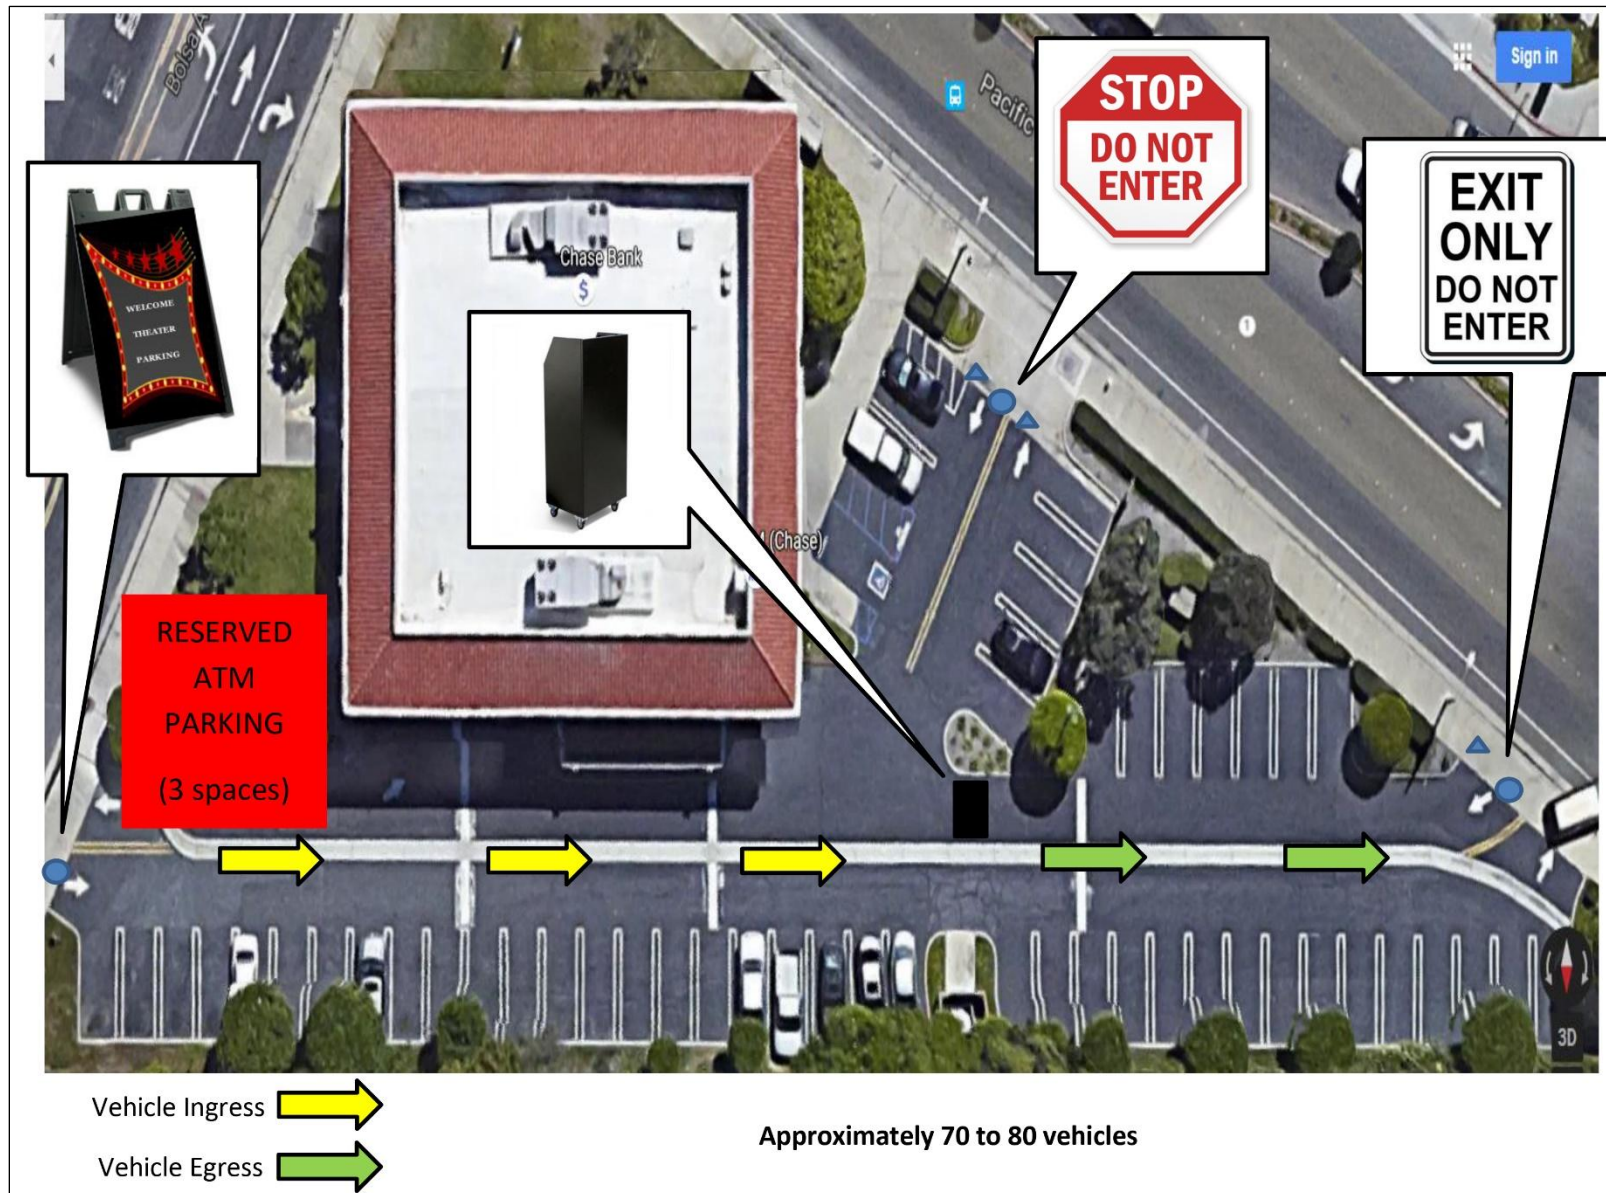 Bolsa A
Pacific
Sign in
STOP
DO NOT
ENTER
EXIT
ONLY
DO NOT
ENTER
WELCOME
THEATER
PARKING
Chase Bank
$
1
(Chase)
RESERVED
ATM
PARKING
(3 spaces)
3D
Vehicle Ingress
Vehicle Egress
Approximately 70 to 80 vehicles